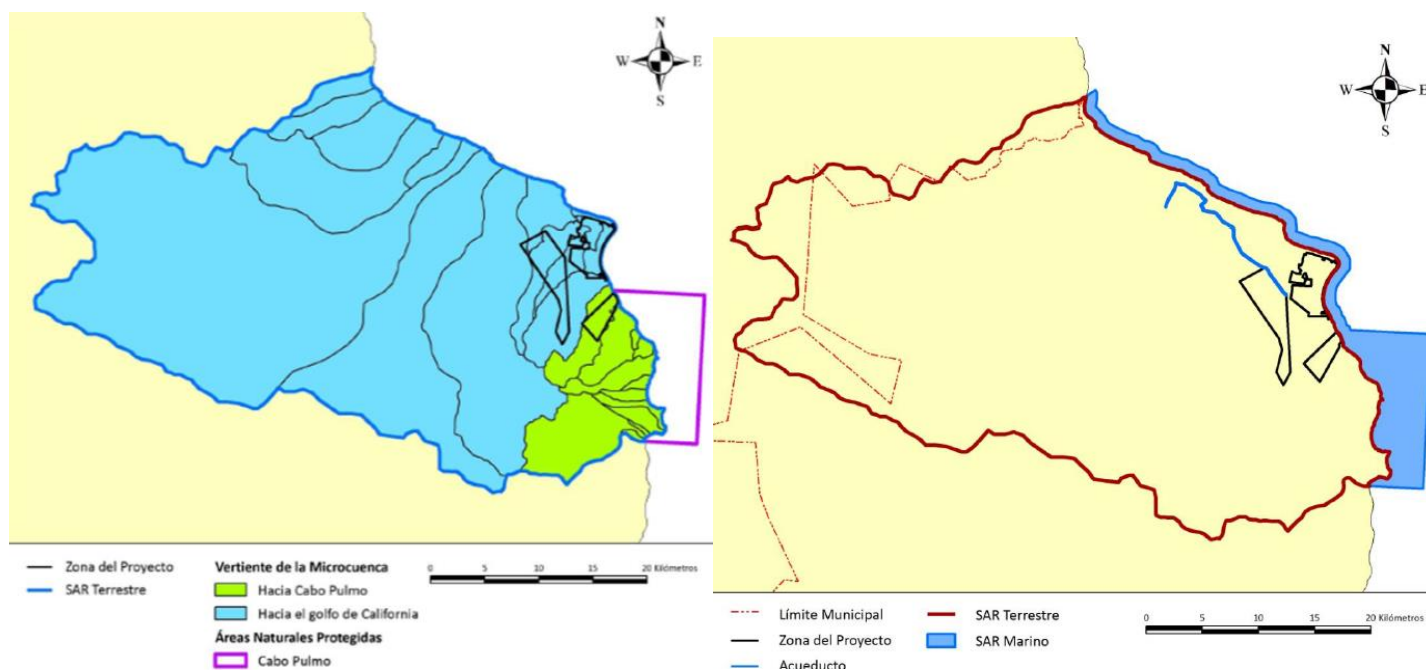 N
W E
S
Zona del Proyecto
SAR Terrestre
Vertiente de la Microcuenca
Hacia Cabo Pulmo
Hacia el golfo de California
Áreas Naturales Protegidas
Cabo Pulmo
0 5 10 15 20 Kilómetros
N
W E
S
Límite Municipal
Zona del Proyecto
Acueducto
SAR Terrestre
SAR Marino
0 5 10 15 20 Kilómetros